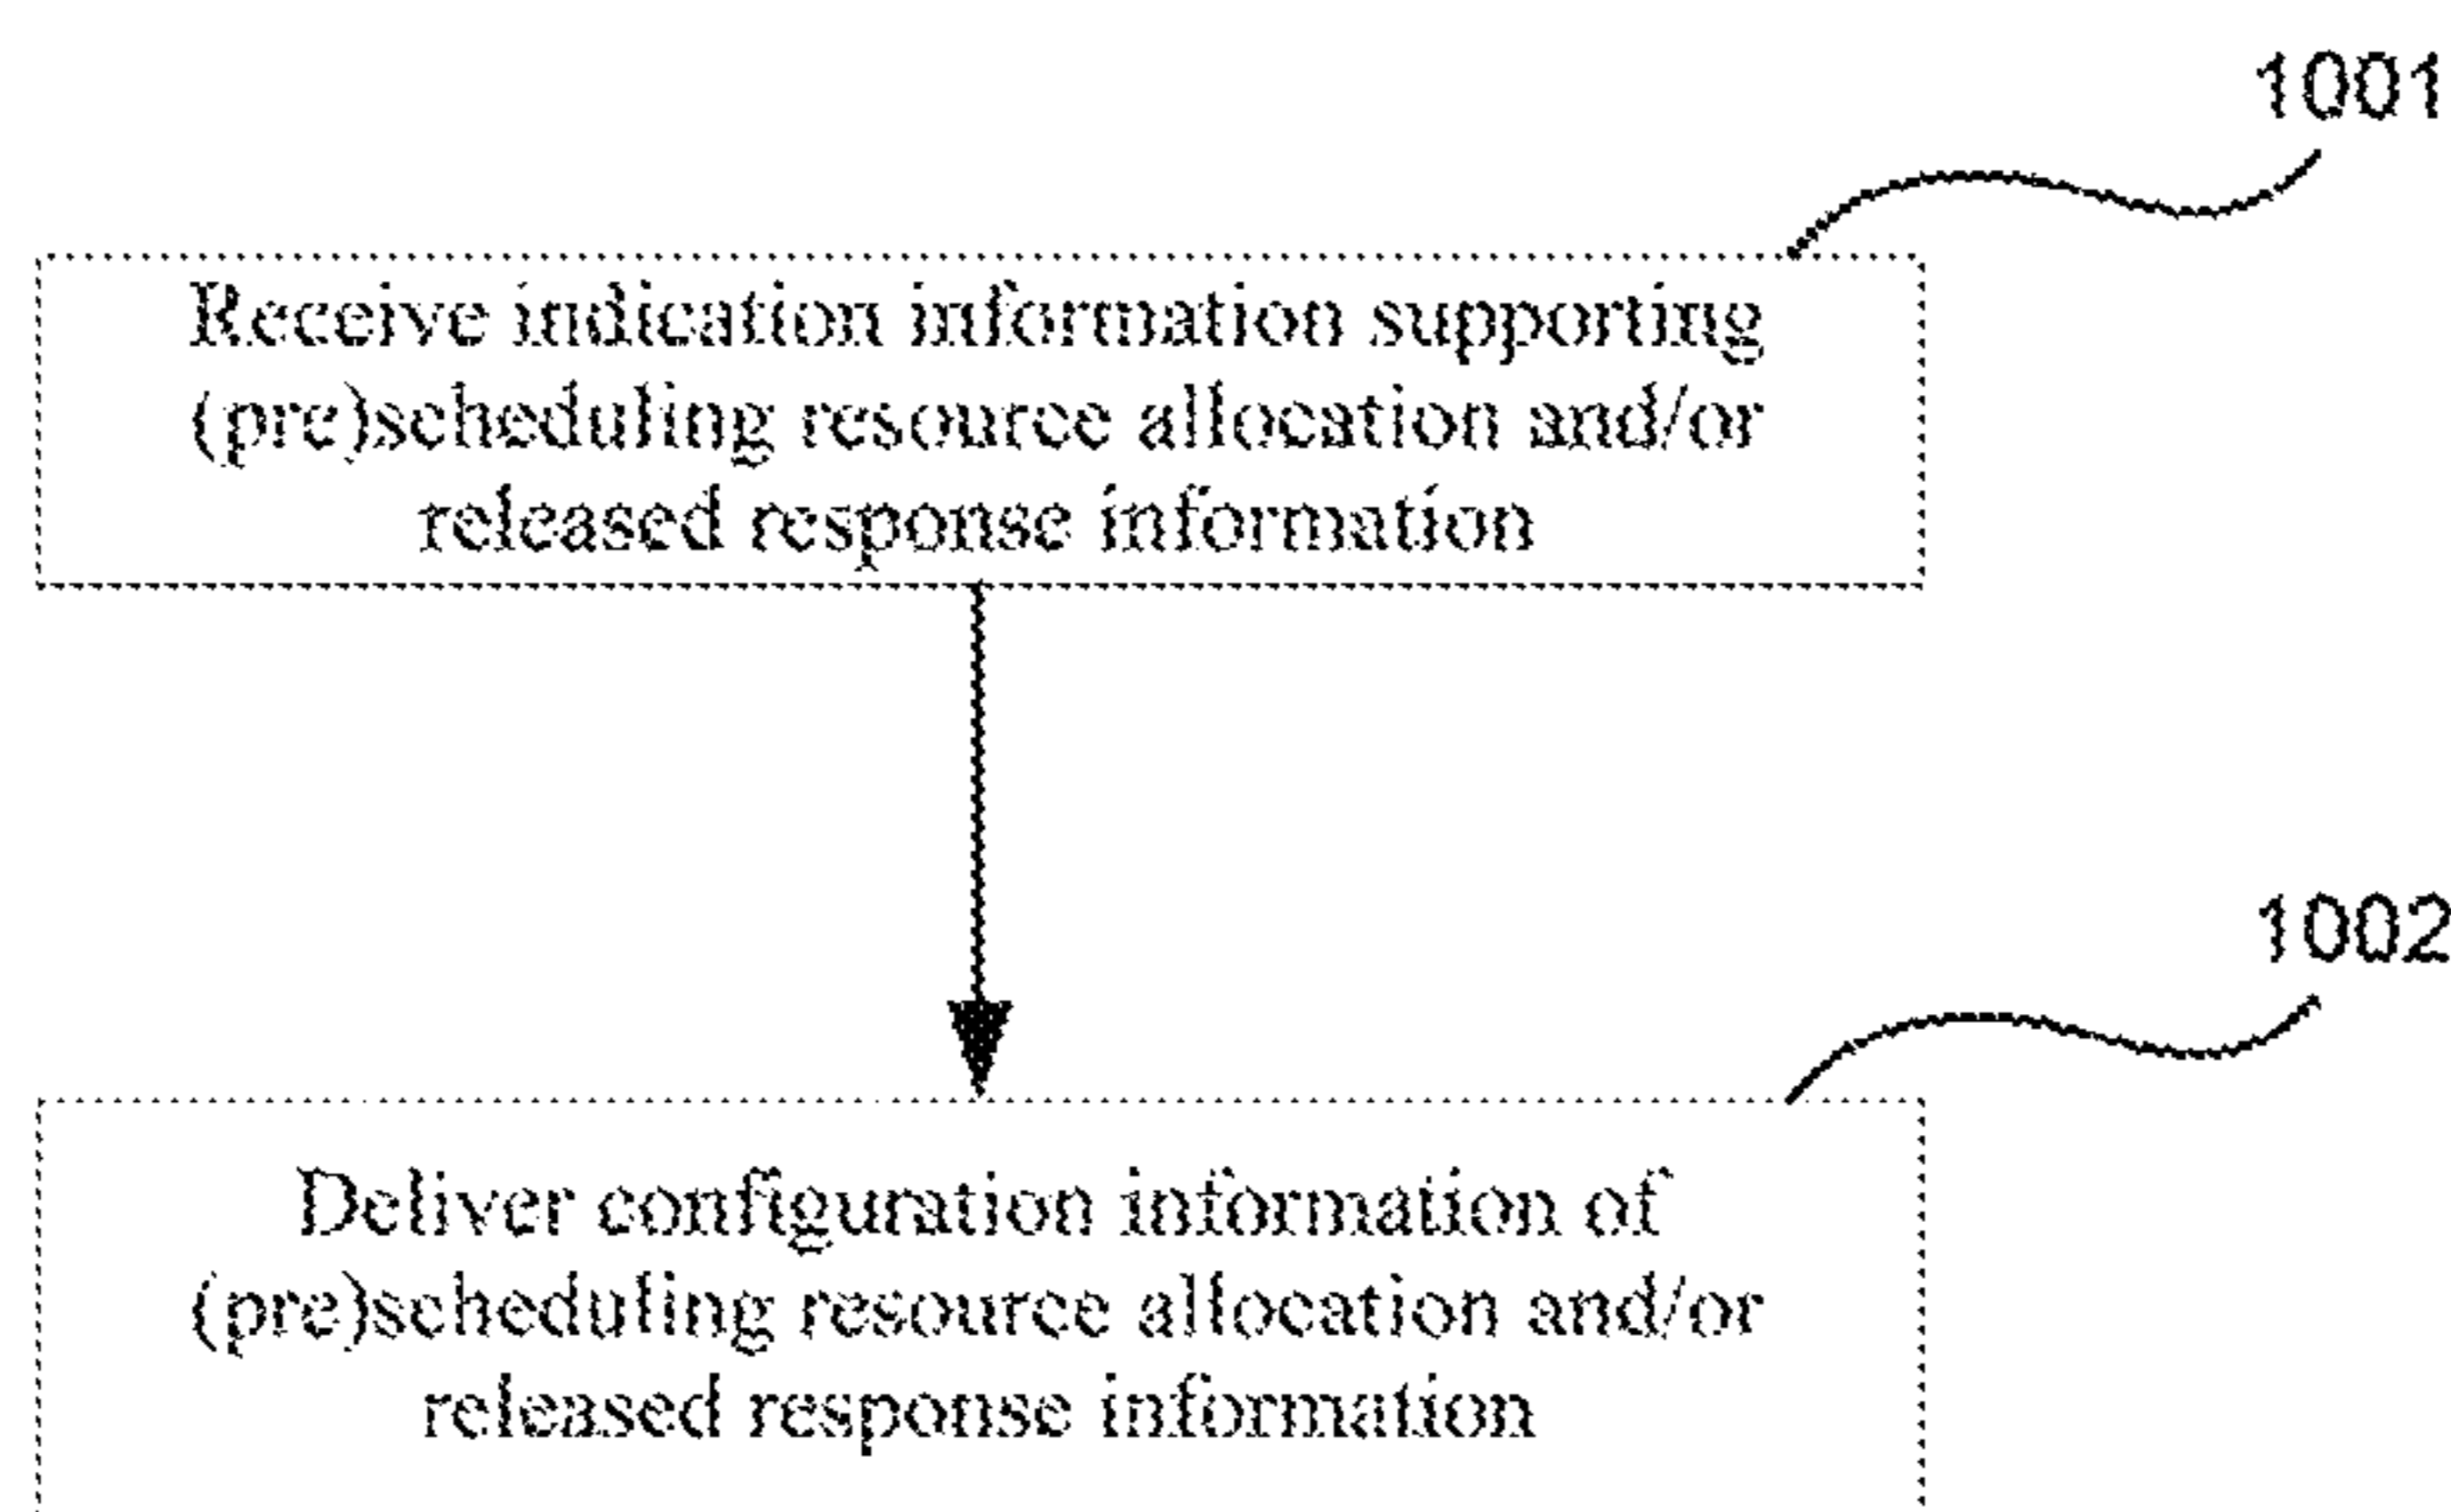 1001
Receive indication information supporting
(pre)scheduling resource allocation and/or
released response information
1002
Deliver configuration information of
(pre)scheduling resource allocation and/or
released response information